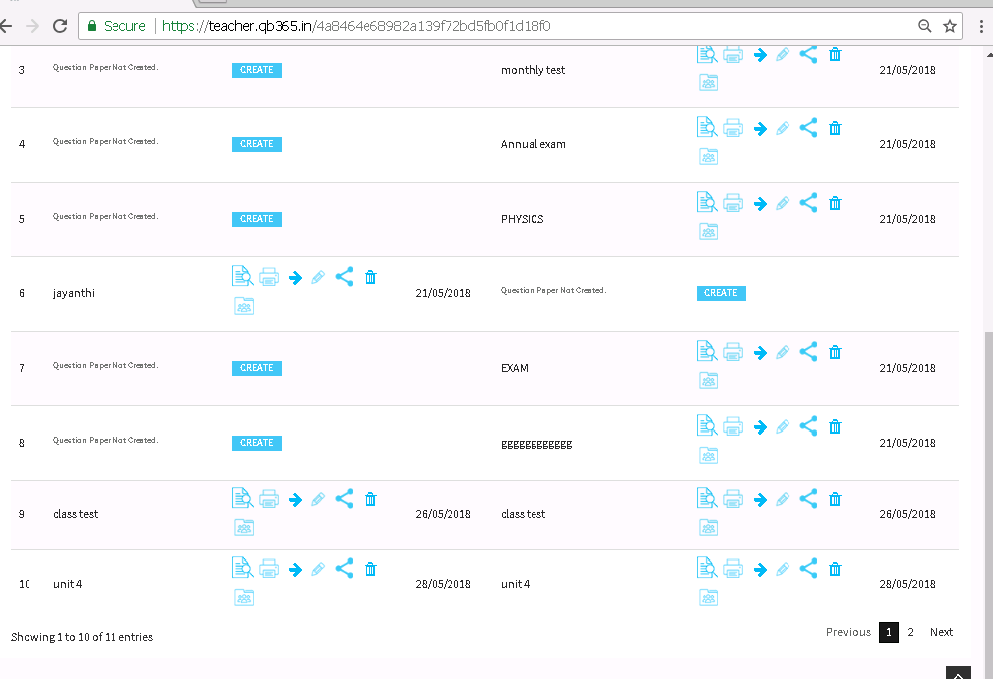 Secure https://teacher.qb365.in/4a8464e68982a139f72bd5fb0f1d18f0
3 Question Paper Not Created. CREATE monthly test 21/05/2018
4 Question Paper Not Created. CREATE Annual exam 21/05/2018
5 Question Paper Not Created. CREATE PHYSICS 21/05/2018
6 jayanthi 21/05/2018 Question Paper Not Created. CREATE
7 Question Paper Not Created. CREATE EXAM 21/05/2018
8 Question Paper Not Created. CREATE gggggggggggg 21/05/2018
9 class test 26/05/2018 class test 26/05/2018
10 unit 4 28/05/2018 unit 4 28/05/2018
Showing 1 to 10 of 11 entries Previous 1 2 Next